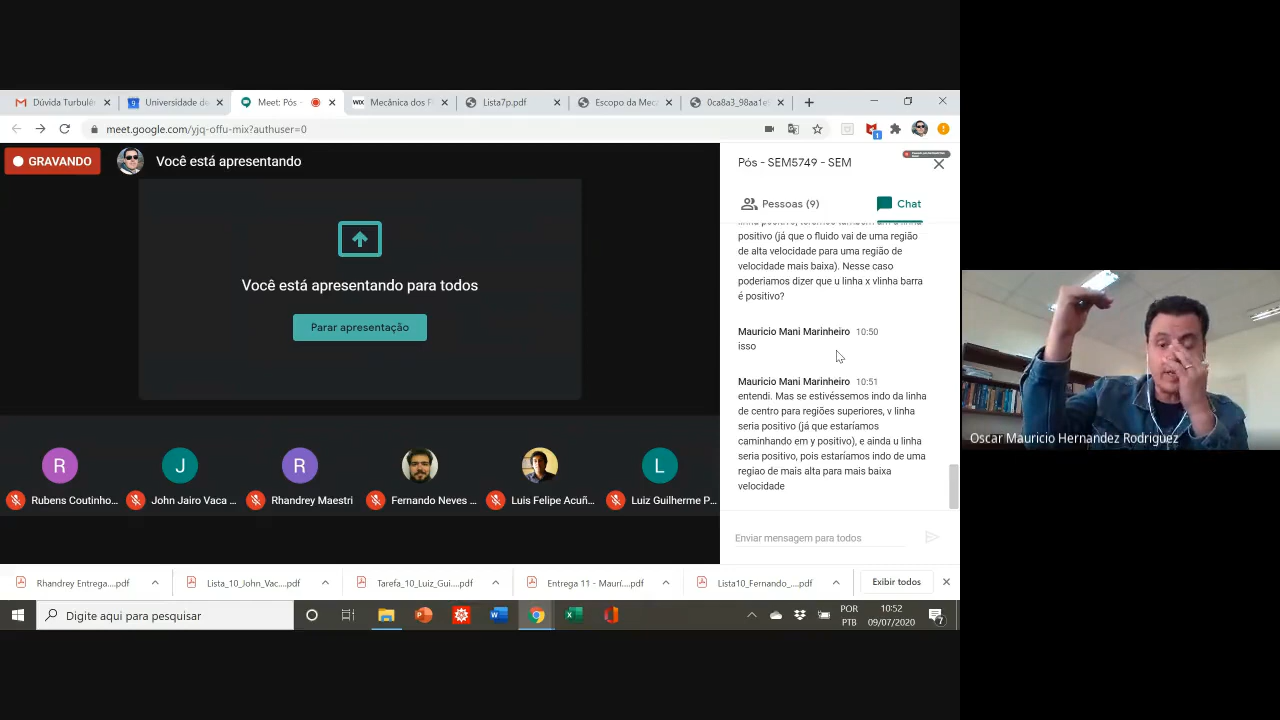 Dúvida Turbulê
Universidade de
Meet: Pós -
Mecânica dos F
Lista7p.pdf
Escopo da Meca
0ca8a3_98aa1e
meet.google.com/yjq-offu-mix?authuser=0
GRAVANDO
Você está apresentando
Você está apresentando para todos
Parar apresentação
Rubens Coutinho...
John Jairo Vaca ...
Rhandrey Maestri
Fernando Neves ...
Luis Felipe Acuñ...
Luiz Guilherme P...
Pós - SEM5749 - SEM
Pessoas (9)
Chat
positivo (já que o fluido vai de uma região
de alta velocidade para uma região de
velocidade mais baixa). Nesse caso
poderiamos dizer que u linha x vlinha barra
é positivo?
Mauricio Mani Marinheiro 10:50
isso
Mauricio Mani Marinheiro 10:51
entendi. Mas se estivéssemos indo da linha
de centro para regiões superiores, v linha
seria positivo (já que estaríamos
caminhando em y positivo), e ainda u linha
seria positivo, pois estaríamos indo de uma
regiao de mais alta para mais baixa
velocidade
Enviar mensagem para todos
Oscar Mauricio Hernandez Rodriguez
Rhandrey Entrega....pdf
Lista_10_John_Vac....pdf
Tarefa_10_Luiz_Gui....pdf
Entrega 11 - Maurí....pdf
Lista10_Fernando_....pdf
Exibir todos
Digite aqui para pesquisar
POR
PTB
10:52
09/07/2020
7